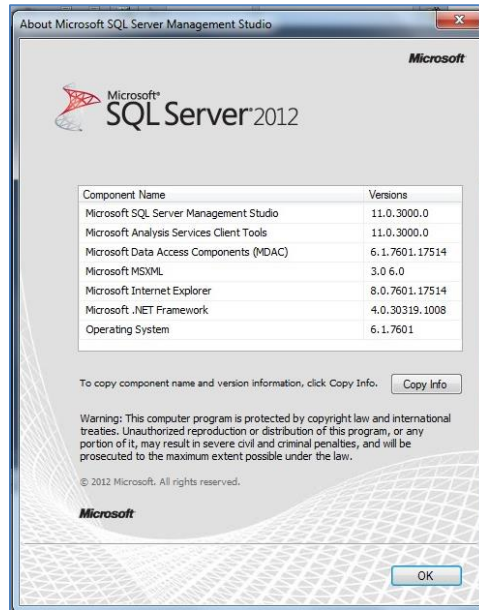 About Microsoft SQL Server Management Studio
Microsoft
Microsoft®
SQL Server®2012
Component Name Versions
Microsoft SQL Server Management Studio 11.0.3000.0
Microsoft Analysis Services Client Tools 11.0.3000.0
Microsoft Data Access Components (MDAC) 6.1.7601.17514
Microsoft MSXML 3.0 6.0
Microsoft Internet Explorer 8.0.7601.17514
Microsoft .NET Framework 4.0.30319.1008
Operating System 6.1.7601
To copy component name and version information, click Copy Info. Copy Info
Warning: This computer program is protected by copyright law and international
treaties. Unauthorized reproduction or distribution of this program, or any
portion of it, may result in severe civil and criminal penalties, and will be
prosecuted to the maximum extent possible under the law.
© 2012 Microsoft. All rights reserved.
Microsoft
OK